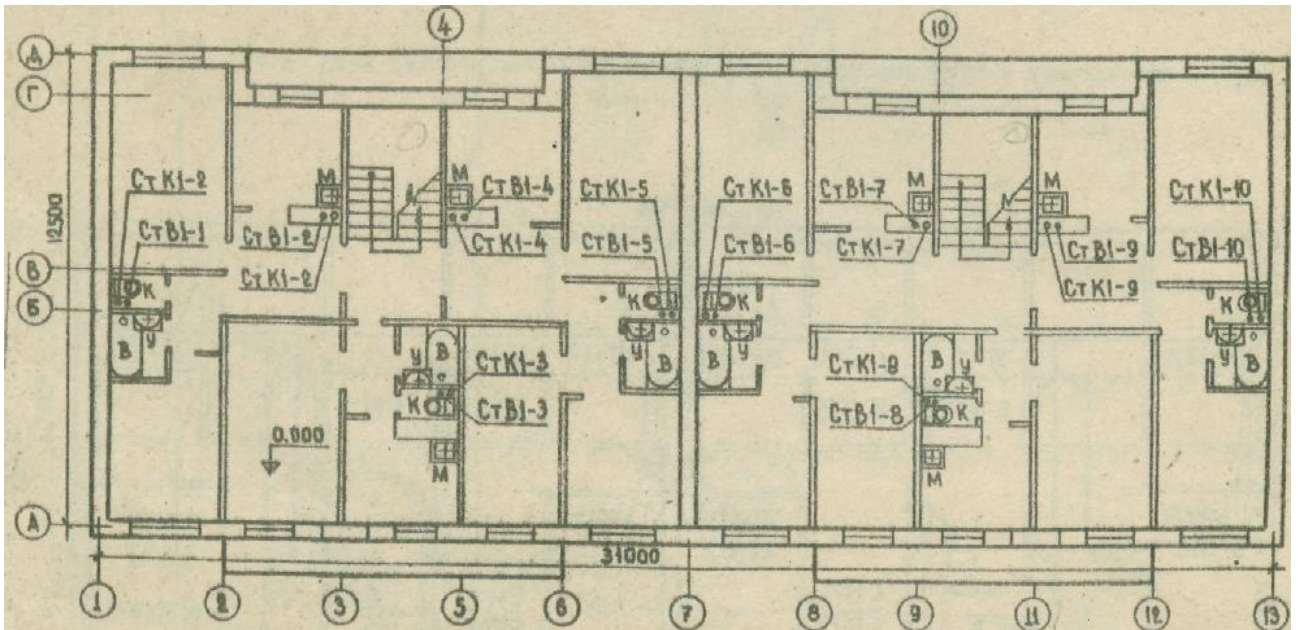 4
10
Д
Г
12500
СтК1-2
СтВ1-1
М
М
СтВ1-4
СтК1-5
СтК1-6
СтВ1-7
М
М
СтК1-10
СтВ1-2
СтК1-2
СтК1-4
СтВ1-5
СтВ1-6
СтК1-7
СтВ1-9
СтК1-9
СтВ1-10
В
Б
К
У
В
К
У
В
К
У
В
К
У
В
У
В
К
СтК1-3
СтВ1-3
М
СтК1-8
СтВ1-8
В
У
К
М
0.000
А
31000
1
2
3
5
6
7
8
9
11
12
13